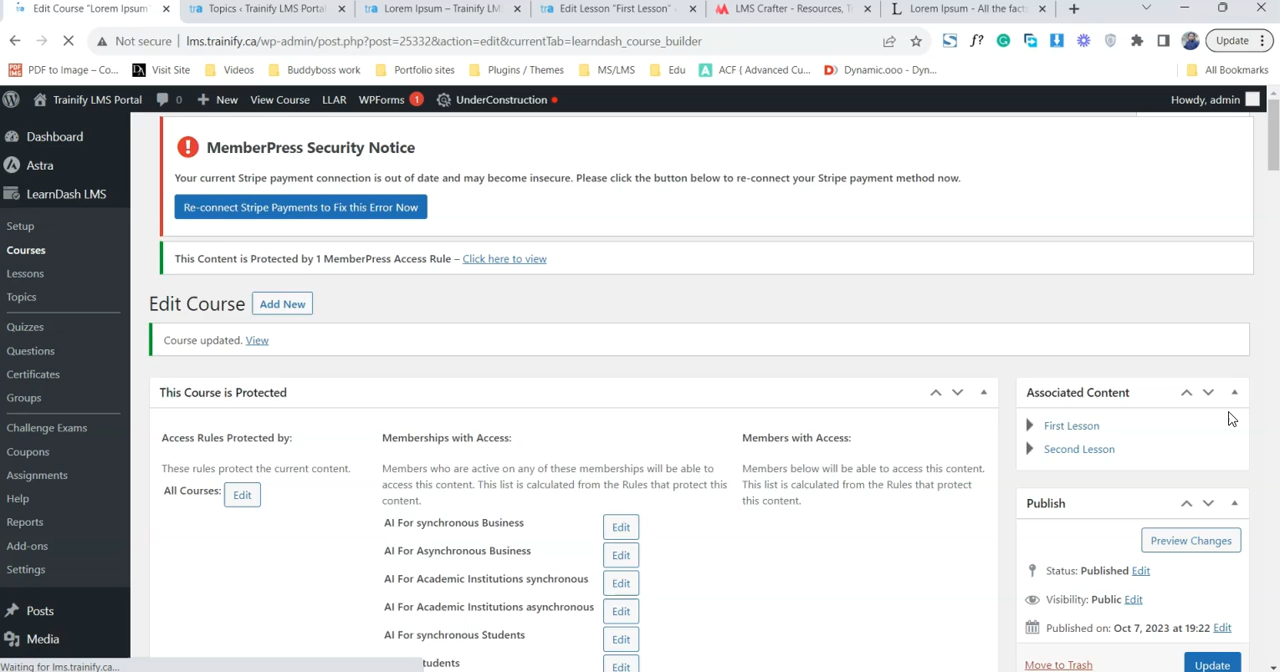 Edit Course "Lorem Ipsum"
Topics ‹ Trainify LMS Portal
Lorem Ipsum – Trainify LM
Edit Lesson "First Lesson" ‹
LMS Crafter - Resources, T
Lorem Ipsum - All the facts
Not secure lms.trainify.ca/wp-admin/post.php?post=25332&action=edit&currentTab=learndash_course_builder
Update
PDF to Image – Co...
Visit Site
Videos
Buddyboss work
Portfolio sites
Plugins / Themes
MS/LMS
Edu
ACF ( Advanced Cu...
Dynamic.ooo - Dyn...
All Bookmarks
Trainify LMS Portal 0 New View Course LLAR WPForms 1 UnderConstruction Howdy, admin
Dashboard
Astra
LearnDash LMS
Setup
Courses
Lessons
Topics
Quizzes
Questions
Certificates
Groups
Challenge Exams
Coupons
Assignments
Help
Reports
Add-ons
Settings
Posts
Media
Waiting for lms.trainify.ca...
MemberPress Security Notice
Your current Stripe payment connection is out of date and may become insecure. Please click the button below to re-connect your Stripe payment method now.
Re-connect Stripe Payments to Fix this Error Now
This Content is Protected by 1 MemberPress Access Rule – Click here to view
Edit Course Add New
Course updated. View
This Course is Protected
Access Rules Protected by:
These rules protect the current content.
All Courses: Edit
Memberships with Access:
Members who are active on any of these memberships will be able to
access this content. This list is calculated from the Rules that protect this
content.
AI For synchronous Business Edit
AI For Asynchronous Business Edit
AI For Academic Institutions synchronous Edit
AI For Academic Institutions asynchronous Edit
AI For synchronous Students Edit
tudents Edit
Members with Access:
Members below will be able to access this content.
This list is calculated from the Rules that protect
this content.
Associated Content
First Lesson
Second Lesson
Publish
Preview Changes
Status: Published Edit
Visibility: Public Edit
Published on: Oct 7, 2023 at 19:22 Edit
Move to Trash Update